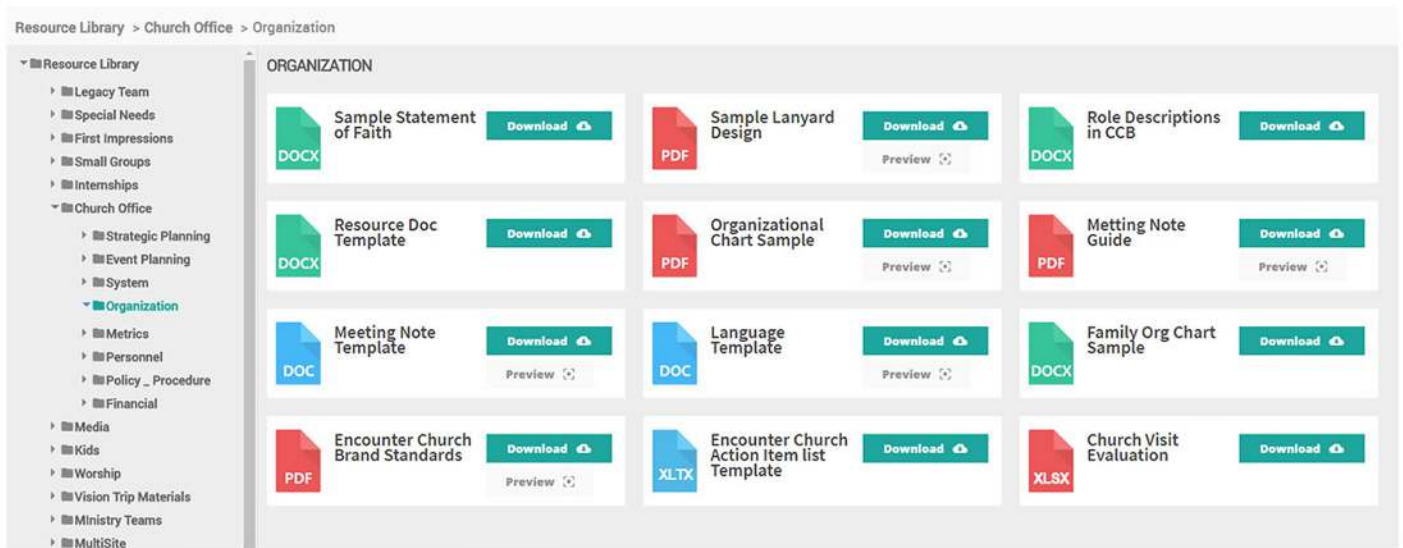 Resource Library > Church Office > Organization
Resource Library
Legacy Team
Special Needs
First Impressions
Small Groups
Internships
Church Office
Strategic Planning
Event Planning
System
Organization
Metrics
Personnel
Policy _ Procedure
Financial
Media
Kids
Worship
Vision Trip Materials
MInistry Teams
MultiSite
ORGANIZATION
DOCX
Sample Statement
of Faith
Download
PDF
Sample Lanyard
Design
Download
Preview
DOCX
Role Descriptions
in CCB
Download
DOCX
Resource Doc
Template
Download
PDF
Organizational
Chart Sample
Download
Preview
PDF
Metting Note
Guide
Download
Preview
DOC
Meeting Note
Template
Download
Preview
DOC
Language
Template
Download
Preview
DOCX
Family Org Chart
Sample
Download
PDF
Encounter Church
Brand Standards
Download
Preview
XLTX
Encounter Church
Action Item list
Template
Download
XLSX
Church Visit
Evaluation
Download